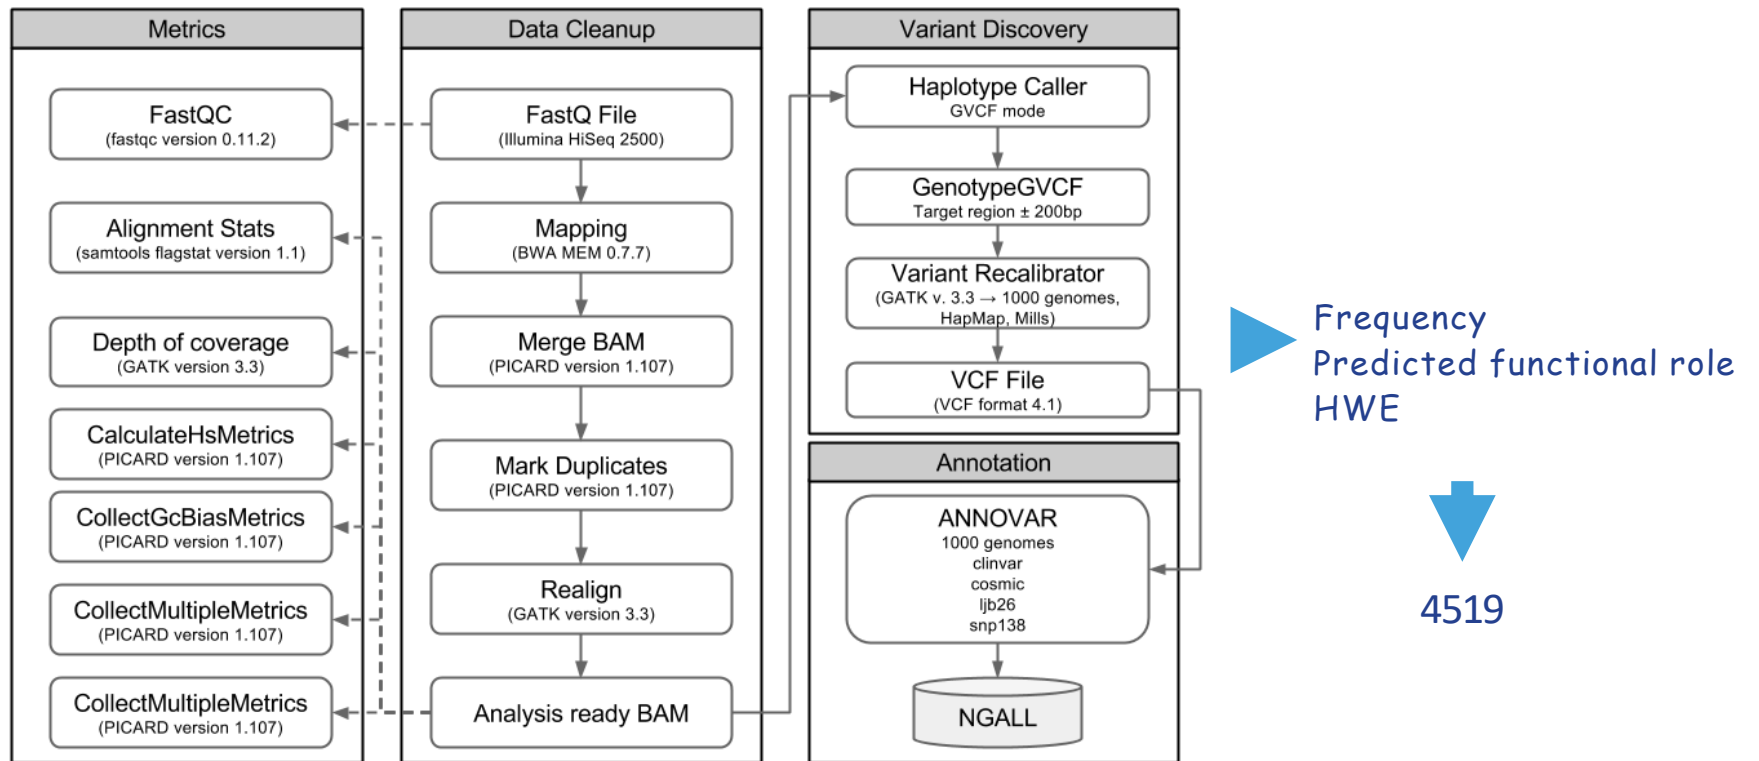 Metrics
FastQC
(fastqc version 0.11.2)
Alignment Stats
(samtools flagstat version 1.1)
Depth of coverage
(GATK version 3.3)
CalculateHsMetrics
(PICARD version 1.107)
CollectGcBiasMetrics
(PICARD version 1.107)
CollectMultipleMetrics
(PICARD version 1.107)
CollectMultipleMetrics
(PICARD version 1.107)
Data Cleanup
FastQ File
(Illumina HiSeq 2500)
Mapping
(BWA MEM 0.7.7)
Merge BAM
(PICARD version 1.107)
Mark Duplicates
(PICARD version 1.107)
Realign
(GATK version 3.3)
Analysis ready BAM
Variant Discovery
Haplotype Caller
GVCF mode
GenotypeGVCF
Target region ± 200bp
Variant Recalibrator
(GATK v. 3.3 → 1000 genomes,
HapMap, Mills)
VCF File
(VCF format 4.1)
Annotation
ANNOVAR
1000 genomes
clinvar
cosmic
ljb26
snp138
NGALL
Frequency
Predicted functional role
HWE
4519